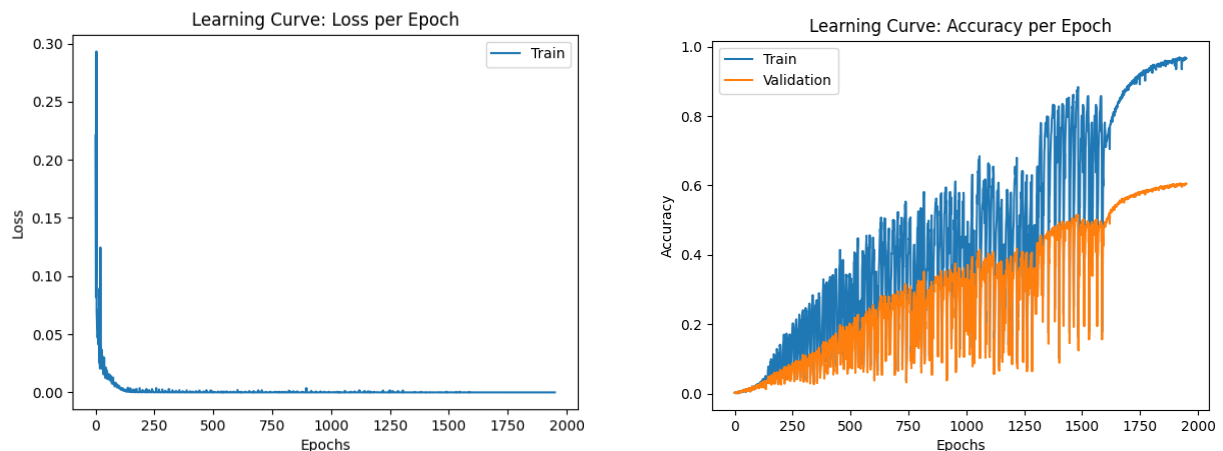 Learning Curve: Loss per Epoch
0.30
0.25
0.20
0.15
0.10
0.05
0.00
Loss
Train
0 250 500 750 1000 1250 1500 1750 2000
Epochs
Learning Curve: Accuracy per Epoch
1.0
0.8
0.6
0.4
0.2
0.0
Accuracy
Train
Validation
0 250 500 750 1000 1250 1500 1750 2000
Epochs